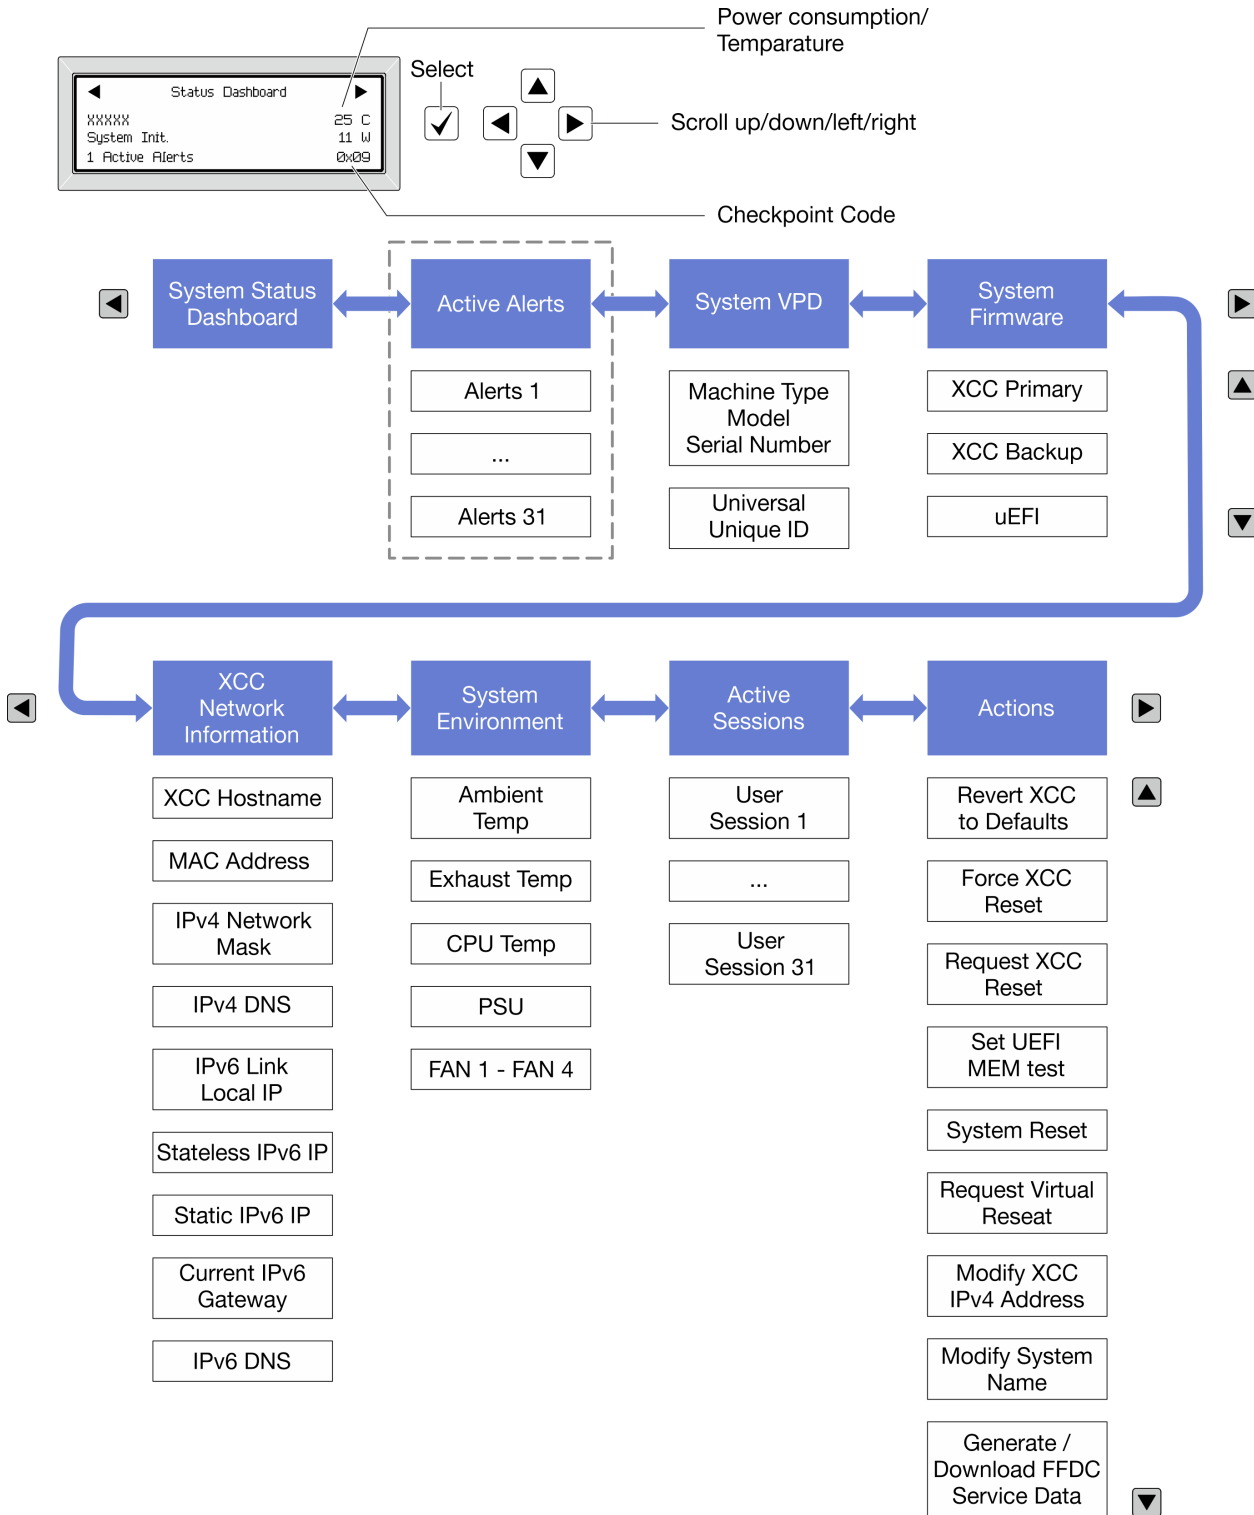 Power consumption/
Temparature
Select
Status Dashboard
XXXXX 25 C
System Init. 11 W
1 Active Alerts 0x09
Scroll up/down/left/right
Checkpoint Code
System Status
Dashboard
Active Alerts
Alerts 1
...
Alerts 31
System VPD
Machine Type
Model
Serial Number
Universal
Unique ID
System
Firmware
XCC Primary
XCC Backup
uEFI
XCC
Network
Information
XCC Hostname
MAC Address
IPv4 Network
Mask
IPv4 DNS
IPv6 Link
Local IP
Stateless IPv6 IP
Static IPv6 IP
Current IPv6
Gateway
IPv6 DNS
System
Environment
Ambient
Temp
Exhaust Temp
CPU Temp
PSU
FAN 1 - FAN 4
Active
Sessions
User
Session 1
...
User
Session 31
Actions
Revert XCC
to Defaults
Force XCC
Reset
Request XCC
Reset
Set UEFI
MEM test
System Reset
Request Virtual
Reseat
Modify XCC
IPv4 Address
Modify System
Name
Generate /
Download FFDC
Service Data